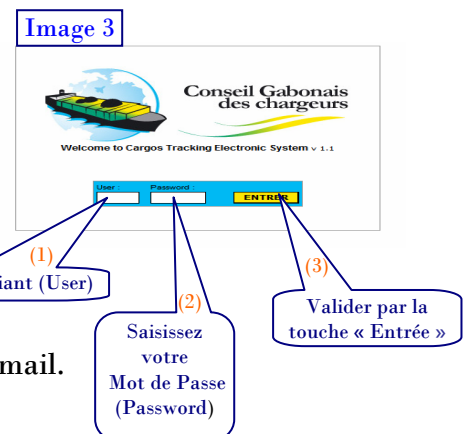 Image 3
Conseil Gabonais
des chargeurs
Welcome to Cargos Tracking Electronic System v 1.1
User :
Password :
ENTRER
(1)
(User)
(2)
Saisissez
votre
Mot de Passe
(Password)
(3)
Valider par la
touche « Entrée »
mail.